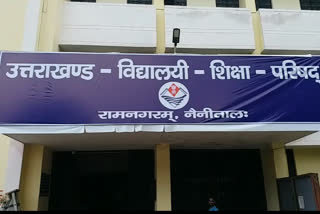 उत्तराखण्ड - विद्यालयी - शिक्षा - परिषद्
रामनगरम्, नैनीतालः